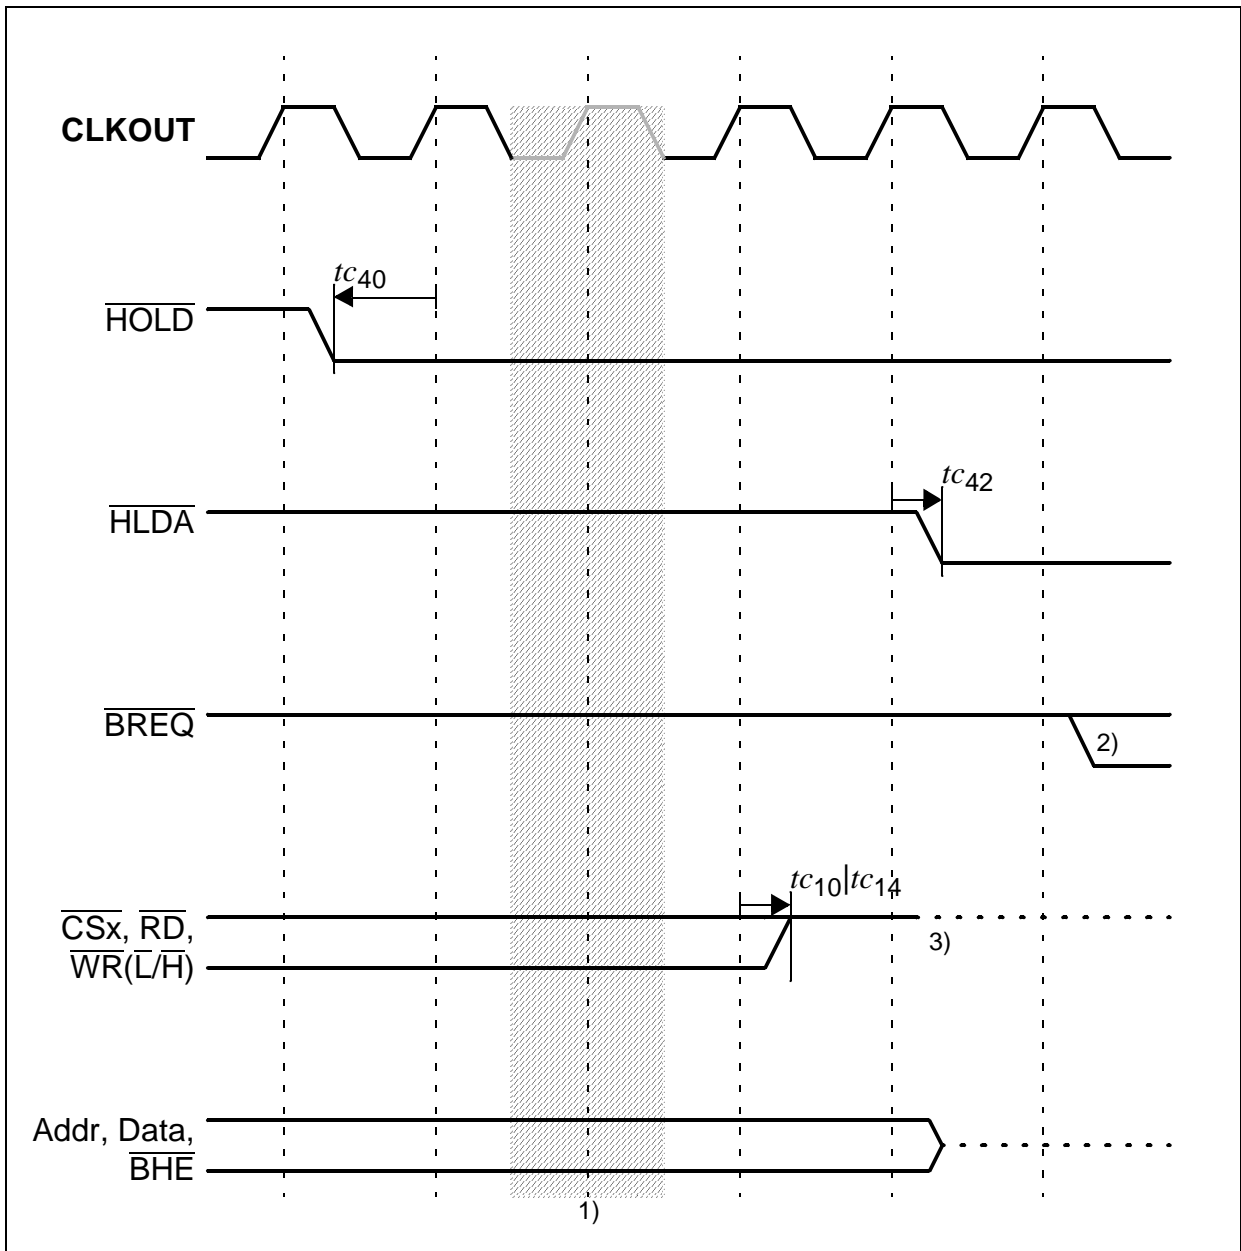 CLKOUT
tc40
HOLD
tc42
HLDA
BREQ
2)
tc10|tc14
CSx, RD,
WR(L/H)
3)
Addr, Data,
BHE
1)